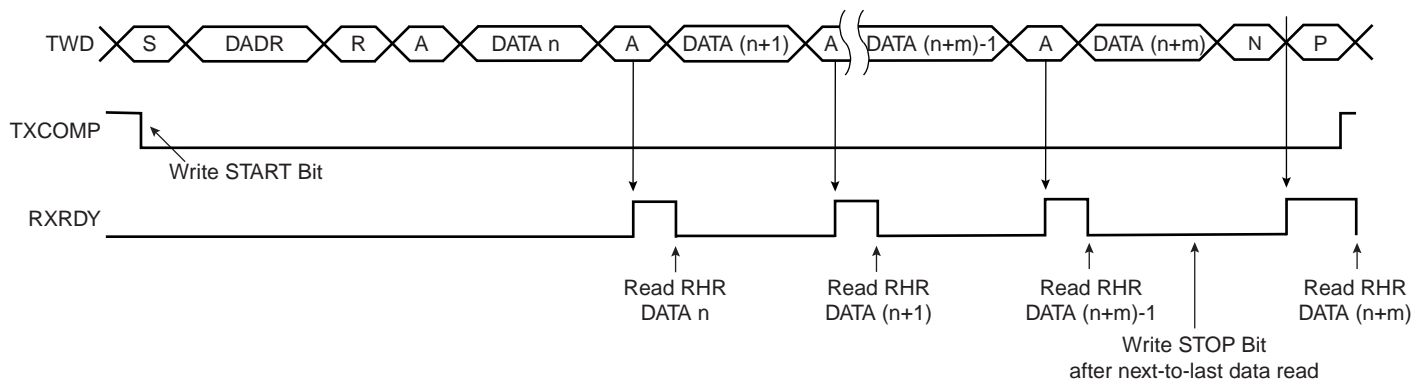 TWD S DADR R A DATA n A DATA (n+1) A DATA (n+m)-1 A DATA (n+m) N P
TXCOMP
Write START Bit
RXRDY
Read RHR
DATA n
Read RHR
DATA (n+1)
Read RHR
DATA (n+m)-1
Read RHR
DATA (n+m)
Write STOP Bit
after next-to-last data read